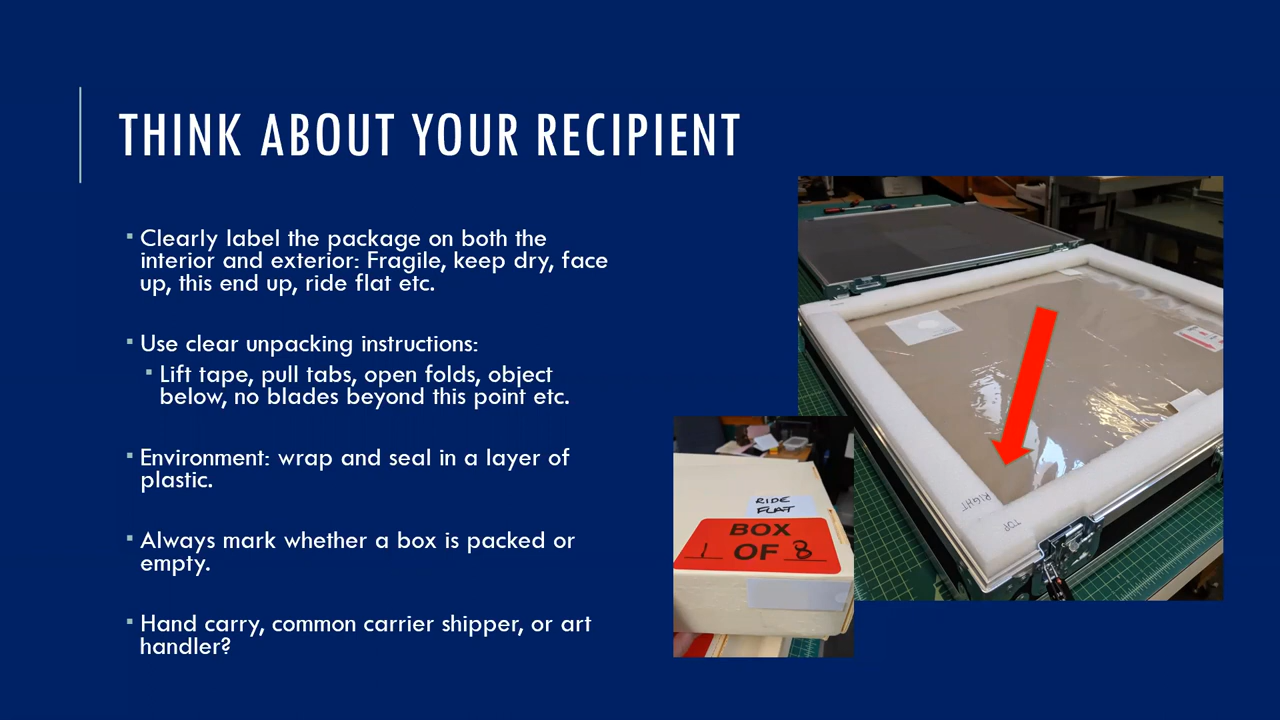 THINK ABOUT YOUR RECIPIENT
▪ Clearly label the package on both the
interior and exterior: Fragile, keep dry, face
up, this end up, ride flat etc.
▪ Use clear unpacking instructions:
▪ Lift tape, pull tabs, open folds, object
below, no blades beyond this point etc.
▪ Environment: wrap and seal in a layer of
plastic.
▪ Always mark whether a box is packed or
empty.
▪ Hand carry, common carrier shipper, or art
handler?
RIGHT
TOP
RIDE
FLAT
BOX
1 OF 8